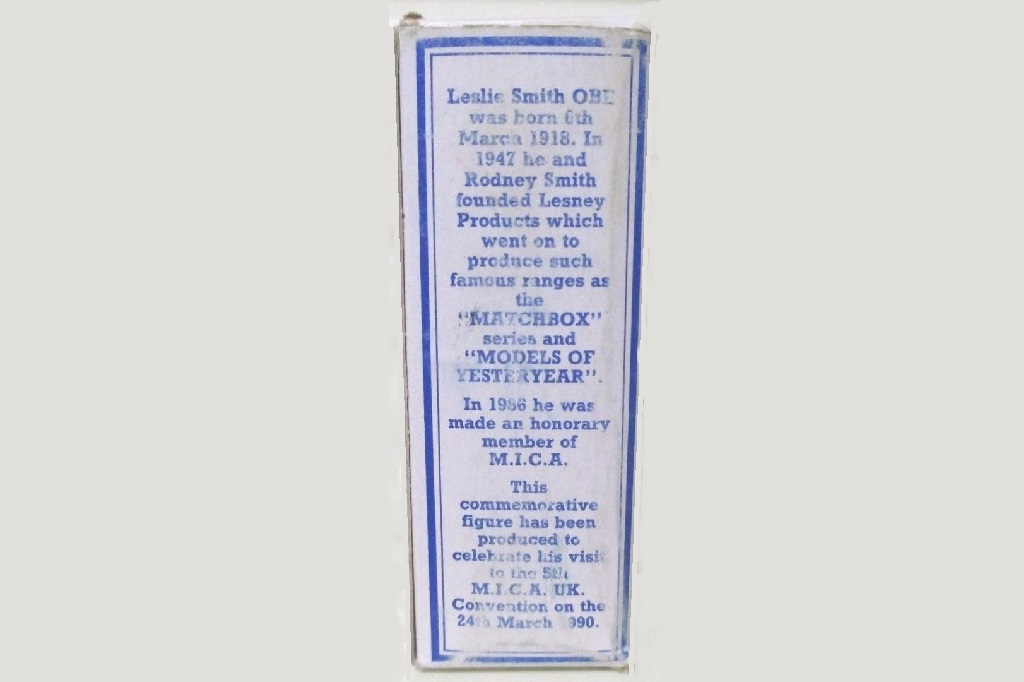 Leslie Smith OBE
was born 6th
March 1918. In
1947 he and
Rodney Smith
founded Lesney
Products which
went on to
produce such
famous ranges as
the
"MATCHBOX"
series and
"MODELS OF
YESTERYEAR".
In 1986 he was
made an honorary
member of
M.I.C.A.
This
commemorative
figure has been
produced to
celebrate his visit
to the 5th
M.I.C.A. UK.
Convention on the
24th March 1990.